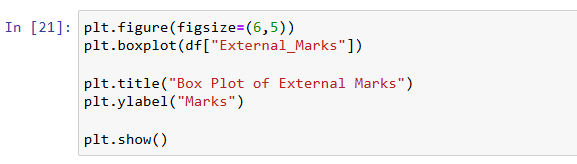 In [21]: plt.figure(figsize=(6,5))
plt.boxplot(df["External_Marks"])
plt.title("Box Plot of External Marks")
plt.ylabel("Marks")
plt.show()